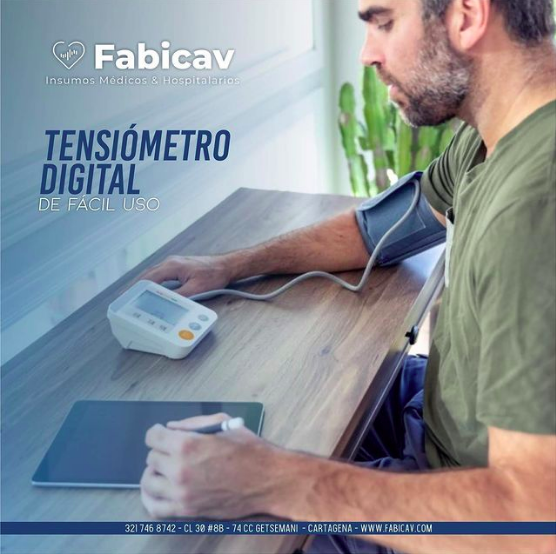 Fabicav
Insumos Médicos & Hospitalarios
TENSIÓMETRO
DIGITAL
DE FÁCIL USO
321 746 8742 - CL 30 #8B - 74 CC GETSEMANI - CARTAGENA - WWW.FABICAV.COM